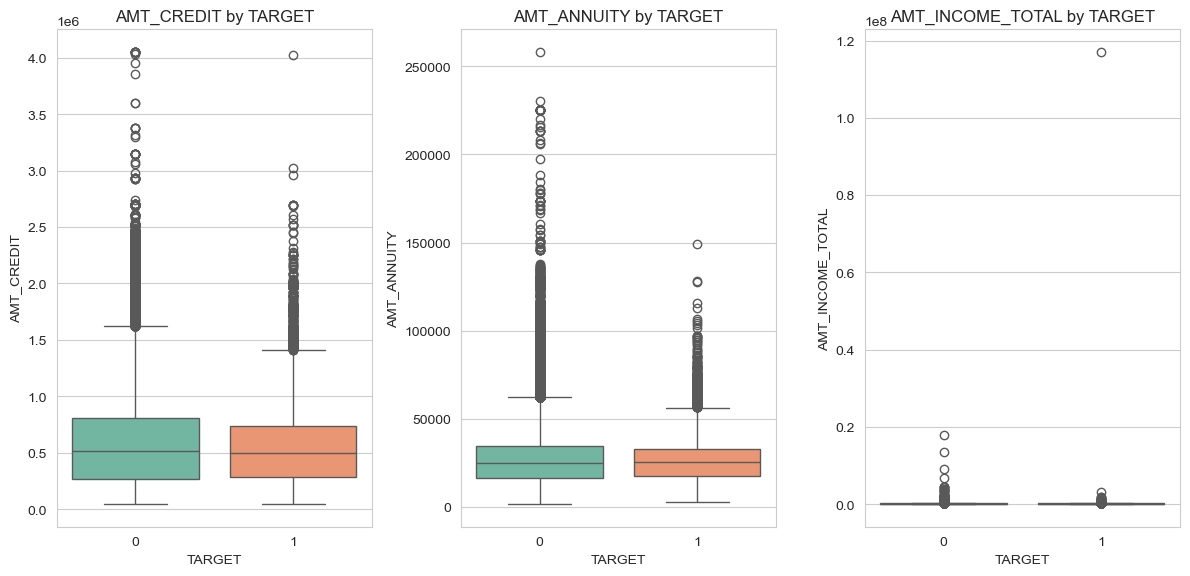 AMT_CREDIT by TARGET
1e6
4.0
3.5
3.0
2.5
2.0
1.5
1.0
0.5
0.0
AMT_CREDIT
0 1
TARGET
AMT_ANNUITY by TARGET
250000
200000
150000
100000
50000
0
AMT_ANNUITY
0 1
TARGET
AMT_INCOME_TOTAL by TARGET
1e8
1.2
1.0
0.8
0.6
0.4
0.2
0.0
AMT_INCOME_TOTAL
0 1
TARGET